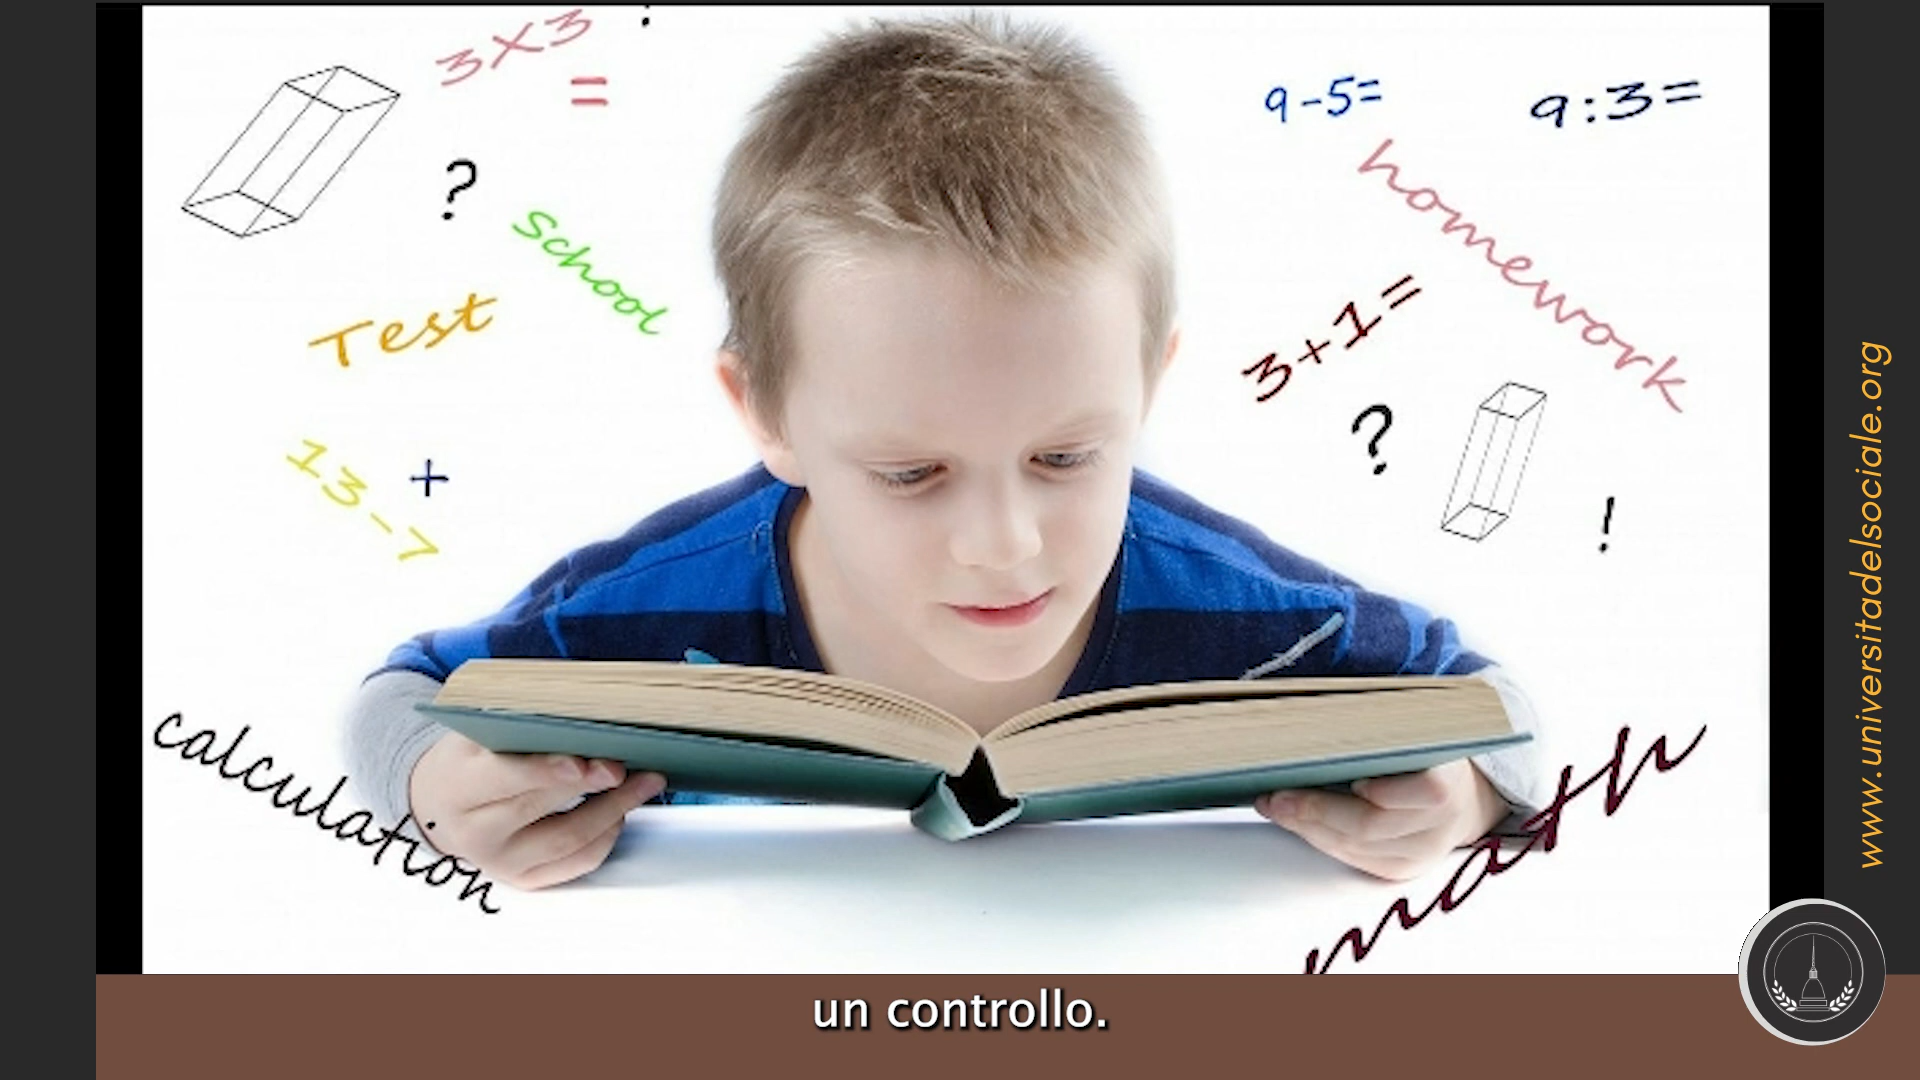 3x3
=
9-5=
9:3=
?
School
homework
Test
3+1=
?
13-7
+
!
calculation
math
un controllo.
www.universitadelsociale.org